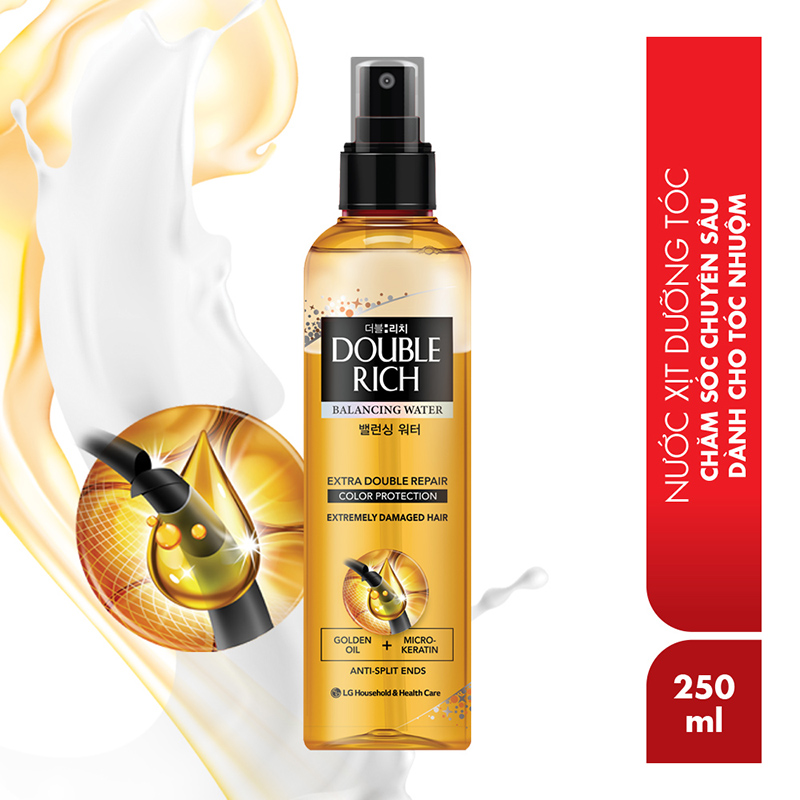 더블:리치
DOUBLE
RICH
BALANCING WATER
밸런싱 워터
EXTRA DOUBLE REPAIR
COLOR PROTECTION
EXTREMELY DAMAGED HAIR
GOLDEN
OIL
+
MICRO-
KERATIN
ANTI-SPLIT ENDS
LG Household & Health Care
NƯỚC XỊT DƯỠNG TÓC
CHĂM SÓC CHUYÊN SÂU
DÀNH CHO TÓC NHUỘM
250
ml